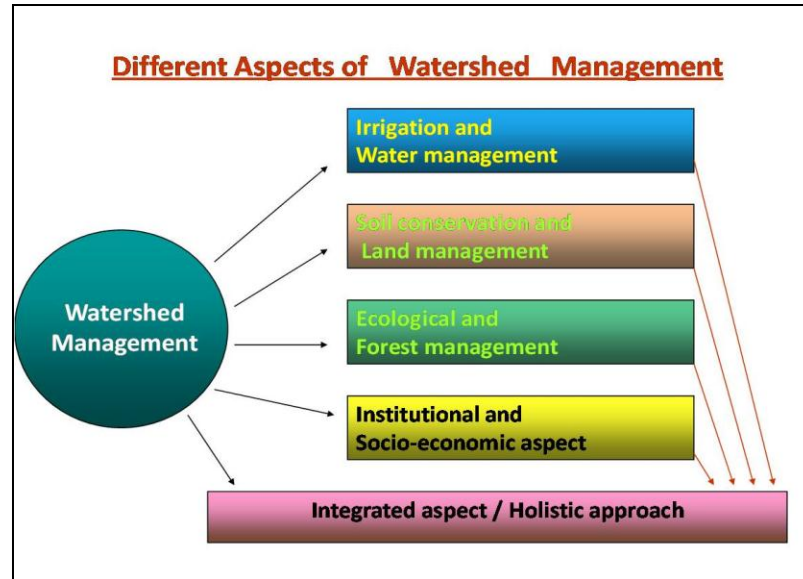 Different Aspects of Watershed Management
Irrigation and
Water management
Soil conservation and
Land management
Watershed
Management
Ecological and
Forest management
Institutional and
Socio-economic aspect
Integrated aspect / Holistic approach